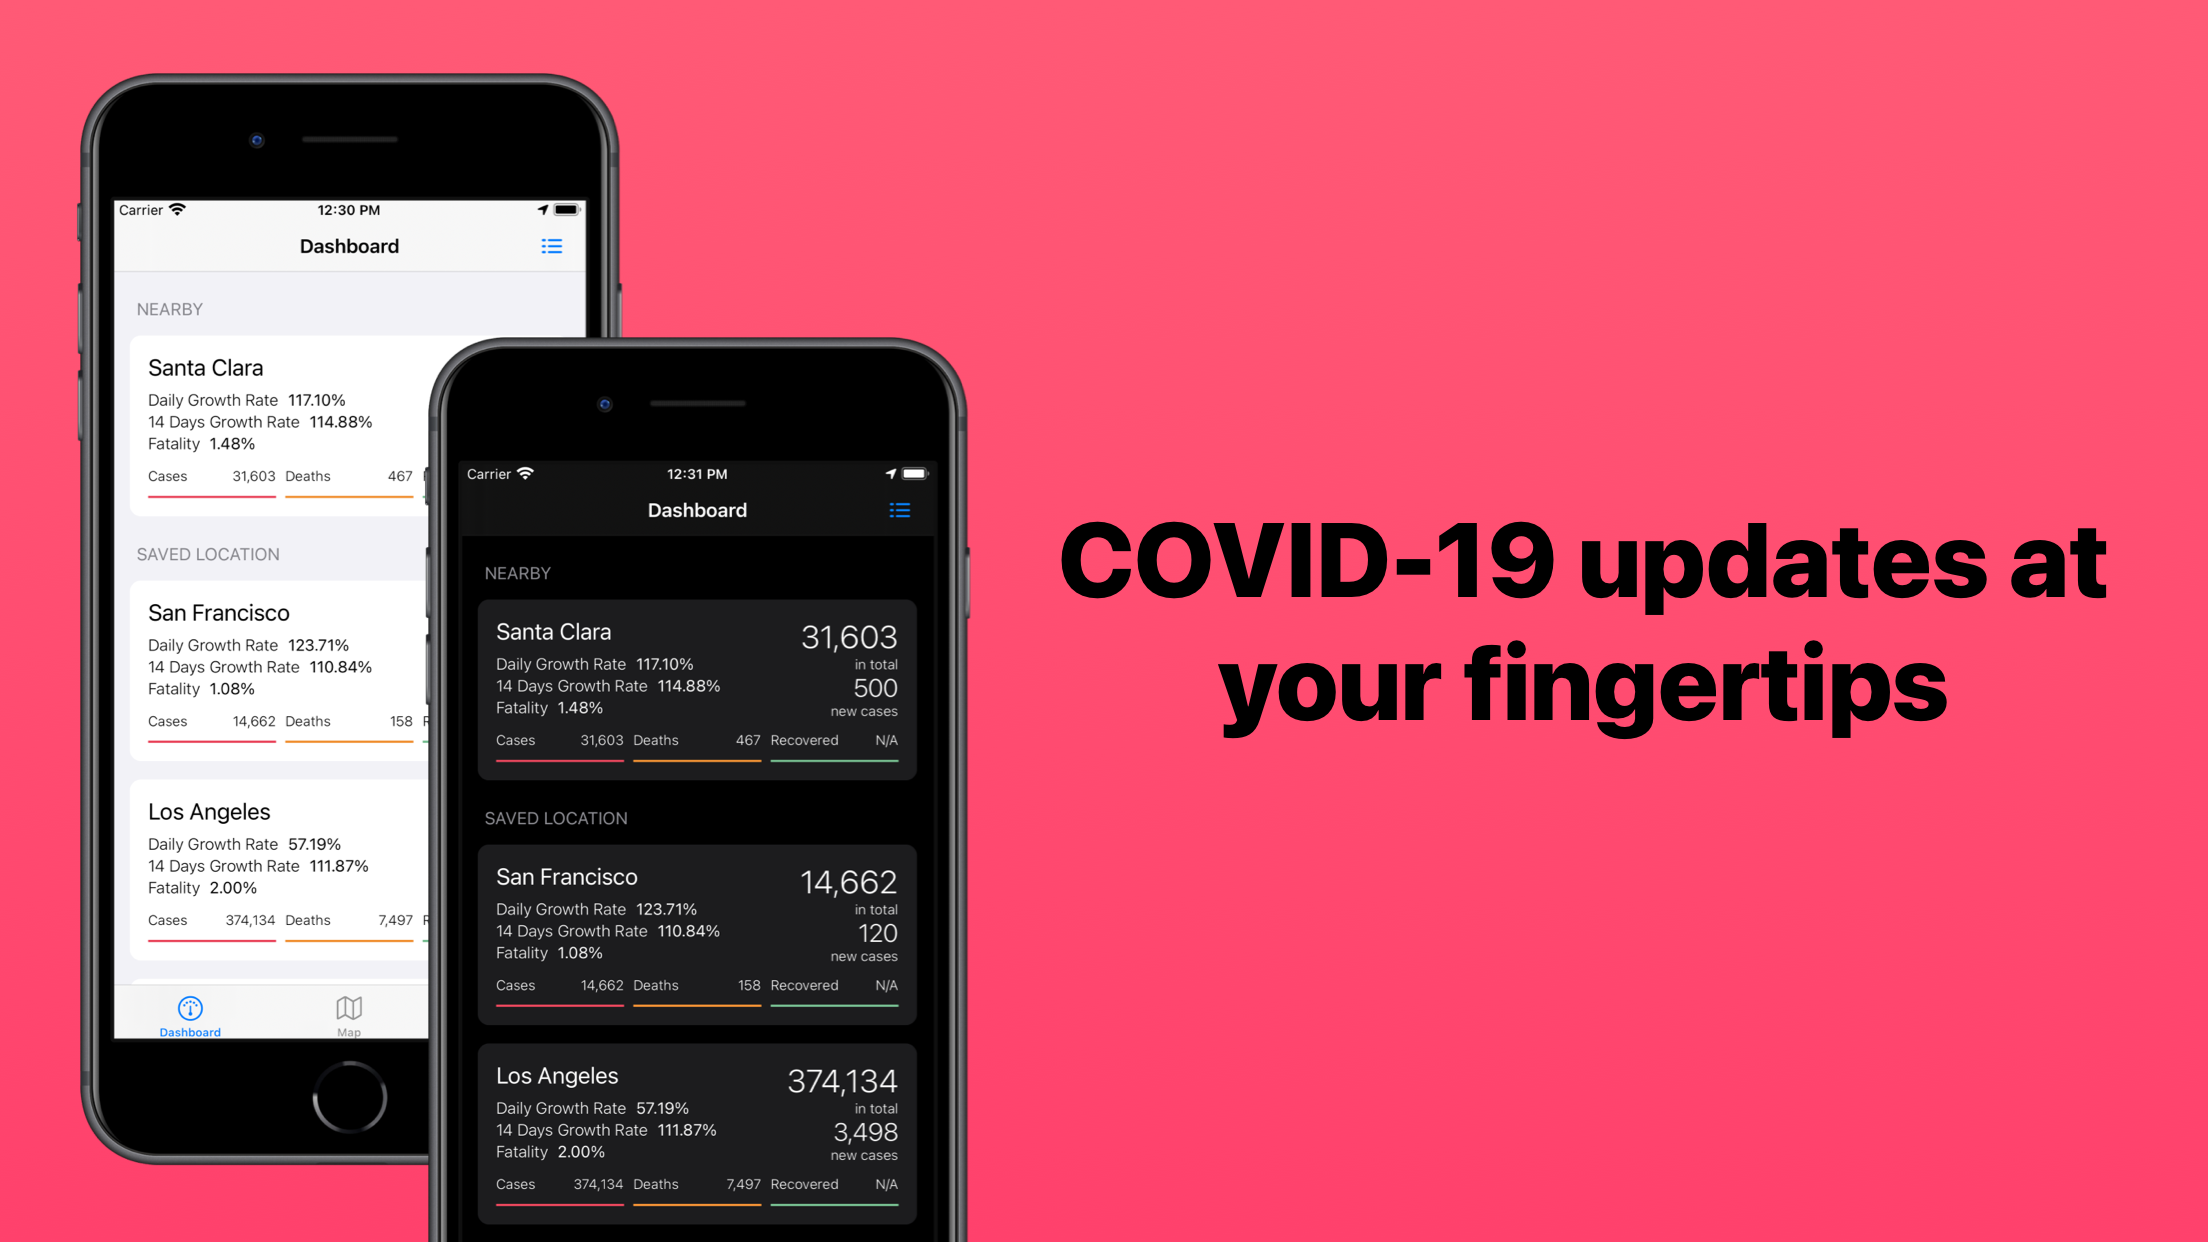 Carrier 12:30 PM
Dashboard
NEARBY
Santa Clara
Daily Growth Rate 117.10%
14 Days Growth Rate 114.88%
Fatality 1.48%
Cases 31,603 Deaths 467
SAVED LOCATION
San Francisco
Daily Growth Rate 123.71%
14 Days Growth Rate 110.84%
Fatality 1.08%
Cases 14,662 Deaths 158 R
Los Angeles
Daily Growth Rate 57.19%
14 Days Growth Rate 111.87%
Fatality 2.00%
Cases 374,134 Deaths 7,497 R
Dashboard Map
Carrier 12:31 PM
Dashboard
NEARBY
Santa Clara 31,603
Daily Growth Rate 117.10% in total
14 Days Growth Rate 114.88% 500
Fatality 1.48% new cases
Cases 31,603 Deaths 467 Recovered N/A
SAVED LOCATION
San Francisco 14,662
Daily Growth Rate 123.71% in total
14 Days Growth Rate 110.84% 120
Fatality 1.08% new cases
Cases 14,662 Deaths 158 Recovered N/A
Los Angeles 374,134
Daily Growth Rate 57.19% in total
14 Days Growth Rate 111.87% 3,498
Fatality 2.00% new cases
Cases 374,134 Deaths 7,497 Recovered N/A
COVID-19 updates at
your fingertips